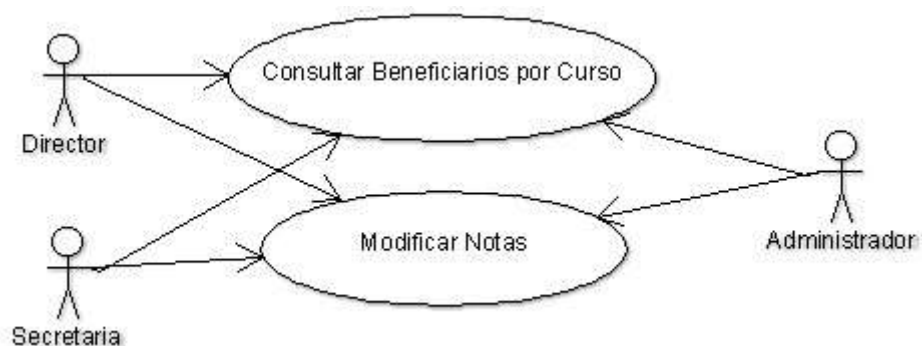 Consultar Beneficiarios por Curso
Director
Modificar Notas
Administrador
Secretaria